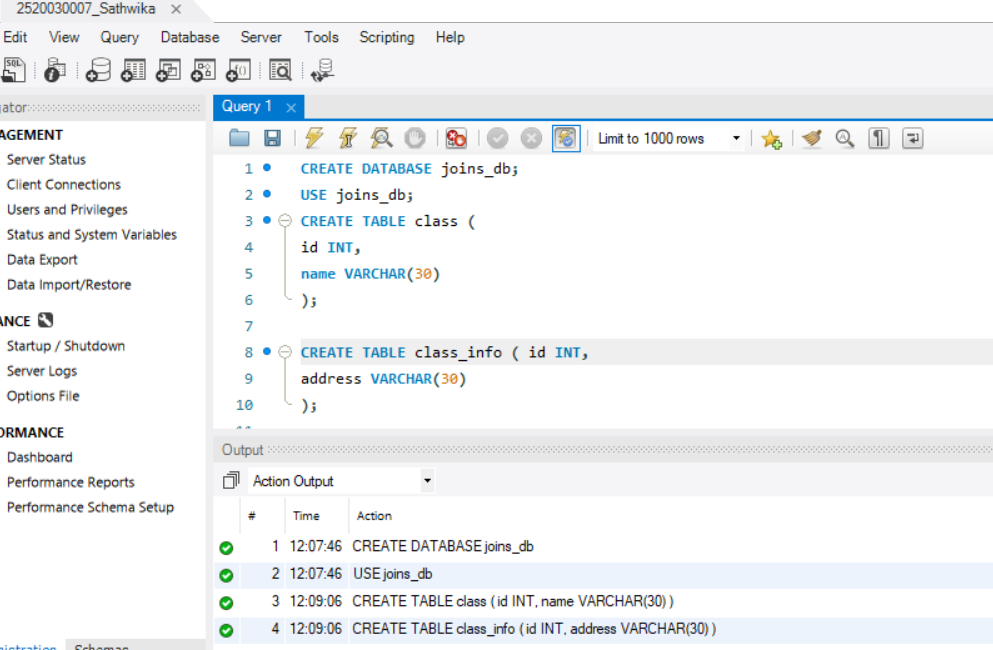 2520030007_Sathwika ×
Edit View Query Database Server Tools Scripting Help
SQL
Query 1 ×
AGEMENT
Server Status
Client Connections
Users and Privileges
Status and System Variables
Data Export
Data Import/Restore
ANCE
Startup / Shutdown
Server Logs
Options File
ORMANCE
Dashboard
Performance Reports
Performance Schema Setup
Limit to 1000 rows
1 CREATE DATABASE joins_db;
2 USE joins_db;
3 CREATE TABLE class (
4 id INT,
5 name VARCHAR(30)
6 );
7
8 CREATE TABLE class_info ( id INT,
9 address VARCHAR(30)
10 );
Output
Action Output
# Time Action
1 12:07:46 CREATE DATABASE joins_db
2 12:07:46 USE joins_db
3 12:09:06 CREATE TABLE class ( id INT, name VARCHAR(30) )
4 12:09:06 CREATE TABLE class_info ( id INT, address VARCHAR(30) )